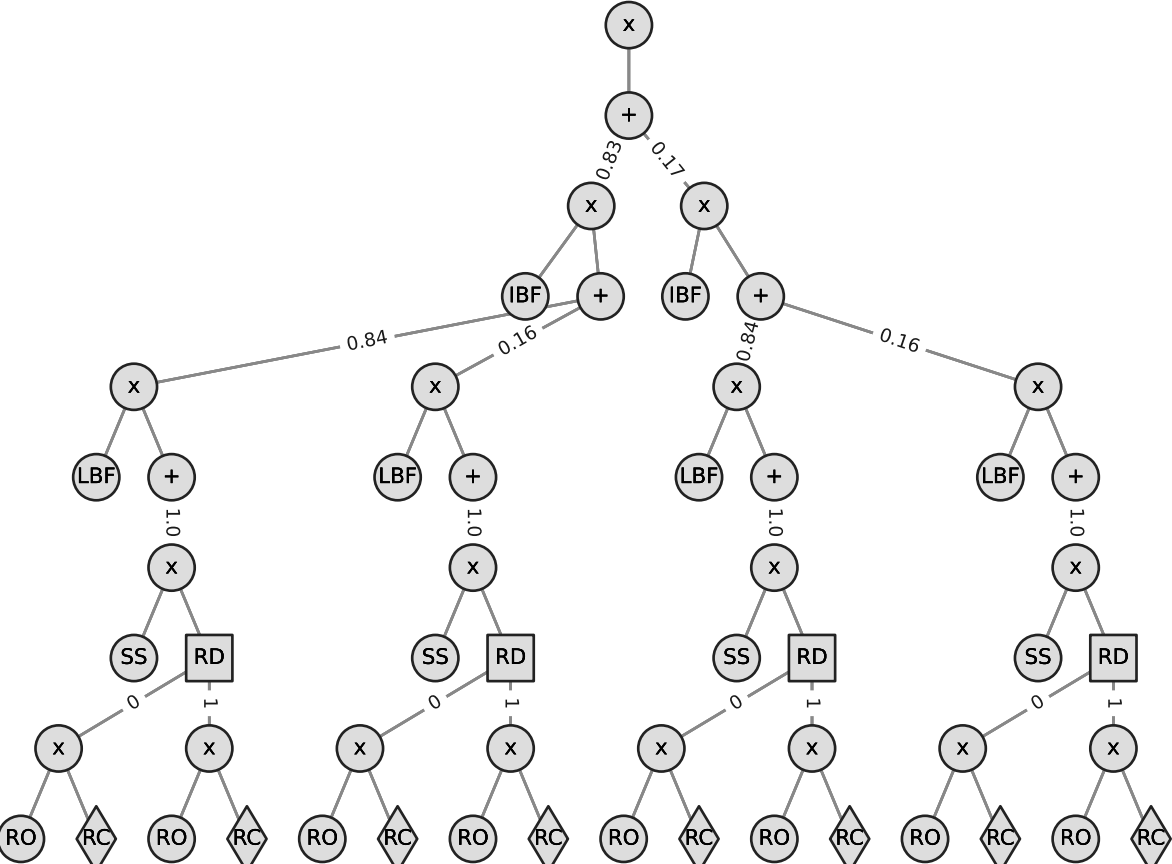 x
+
0.83 0.17
x x
IBF + IBF +
0.84 0.16 0.84 0.16
x x x x
LBF + LBF + LBF + LBF +
1.0 1.0 1.0 1.0
x x x x
SS RD SS RD SS RD SS RD
0 1 0 1 0 1 0 1
x x x x x x x x
RO RC RO RC RO RC RO RC RO RC RO RC RO RC RO RC